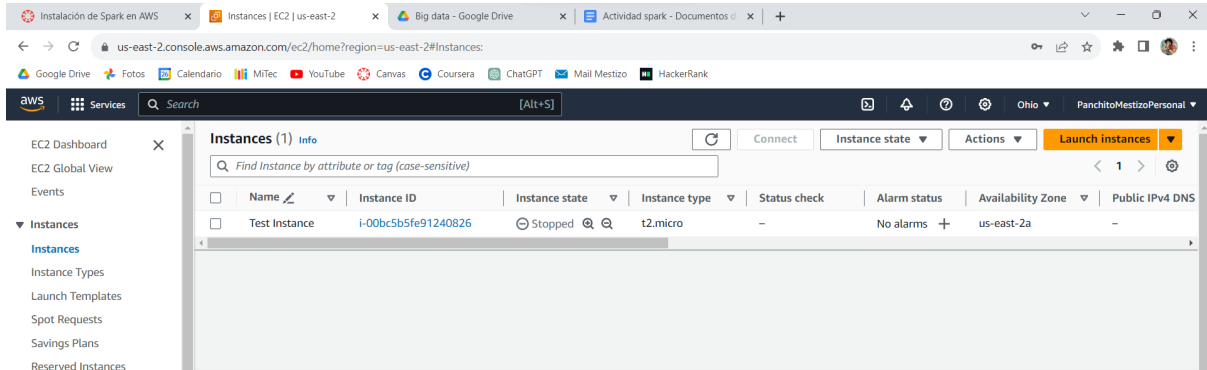 Instalación de Spark en AWS
Instances | EC2 | us-east-2
Big data - Google Drive
Actividad spark - Documentos d
us-east-2.console.aws.amazon.com/ec2/home?region=us-east-2#Instances:
Google Drive Fotos 26 Calendario MiTec YouTube Canvas Coursera ChatGPT Mail Mestizo HackerRank
aws Services Search [Alt+S] Ohio PanchitoMestizoPersonal
EC2 Dashboard
EC2 Global View
Events
Instances
Instances
Instance Types
Launch Templates
Spot Requests
Savings Plans
Reserved Instances
Instances (1) Info Connect Instance state Actions Launch instances
Find Instance by attribute or tag (case-sensitive) 1
Name Instance ID Instance state Instance type Status check Alarm status Availability Zone Public IPv4 DNS
Test Instance i-00bc5b5fe91240826 Stopped t2.micro – No alarms + us-east-2a –